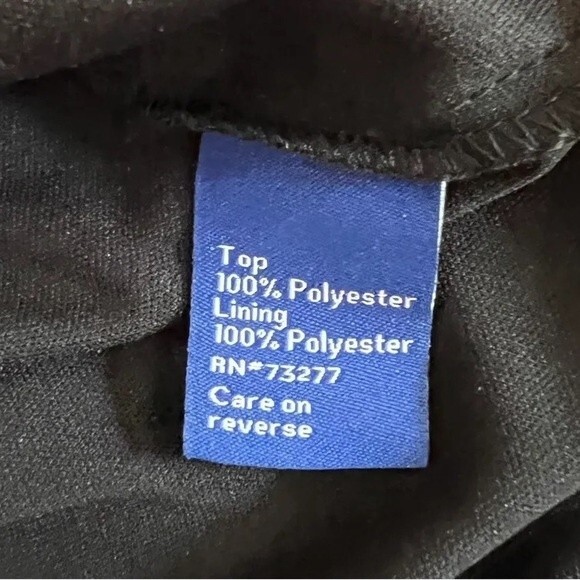 Top
100% Polyester
Lining
100% Polyester
RN#73277
Care on
reverse